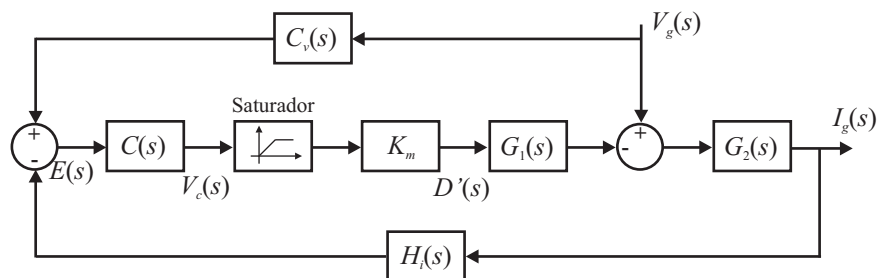 V_g(s)
C_v(s)
Saturador
I_g(s)
+
+
-
-
C(s)
K_m
G_1(s)
G_2(s)
E(s)
V_c(s)
D’(s)
H_i(s)